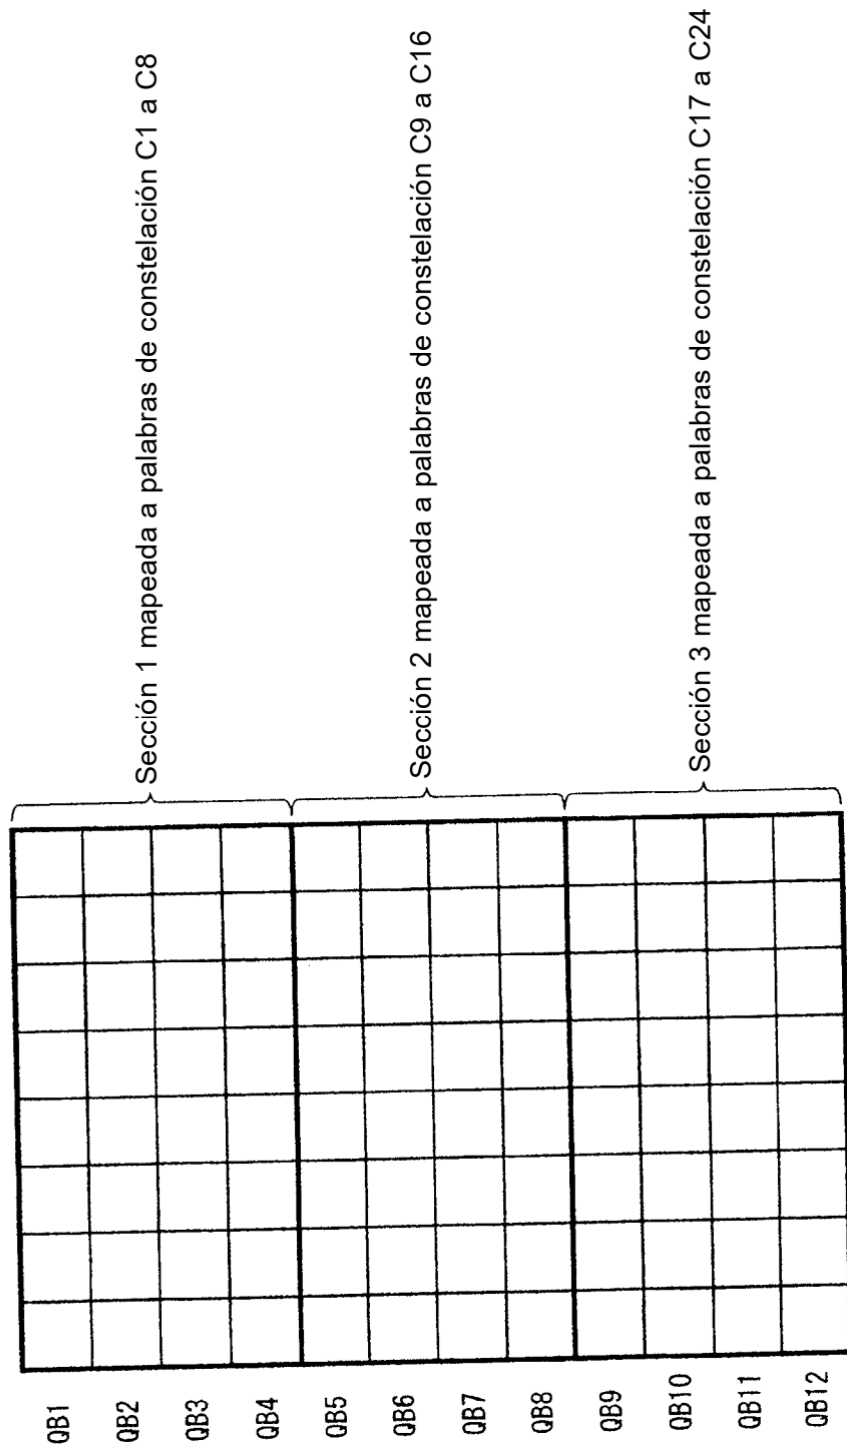 QB1
QB2
QB3
QB4
QB5
QB6
QB7
QB8
QB9
QB10
QB11
QB12
Sección 1 mapeada a palabras de constelación C1 a C8
Sección 2 mapeada a palabras de constelación C9 a C16
Sección 3 mapeada a palabras de constelación C17 a C24